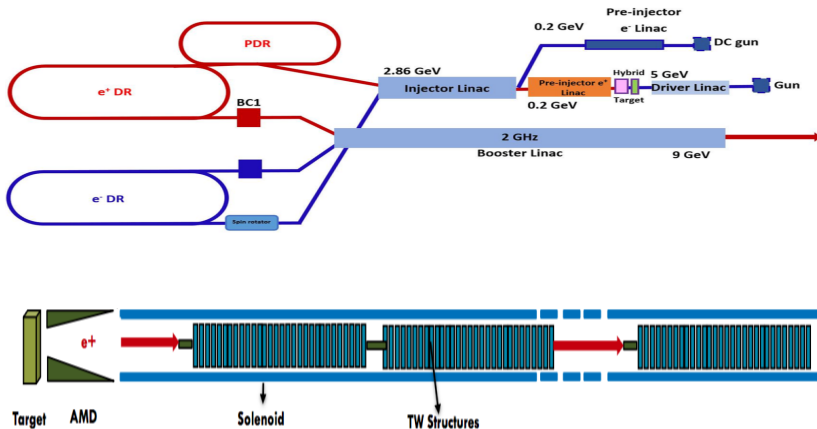 Pre-injector
e- Linac
0.2 GeV
DC gun
PDR
2.86 GeV
Injector Linac
e+ DR
BC1
Pre-injector e+
Linac
0.2 GeV
Hybrid
Target
5 GeV
Driver Linac
Gun
2 GHz
Booster Linac
9 GeV
e- DR
Spin rotator
e+
Target
AMD
Solenoid
TW Structures